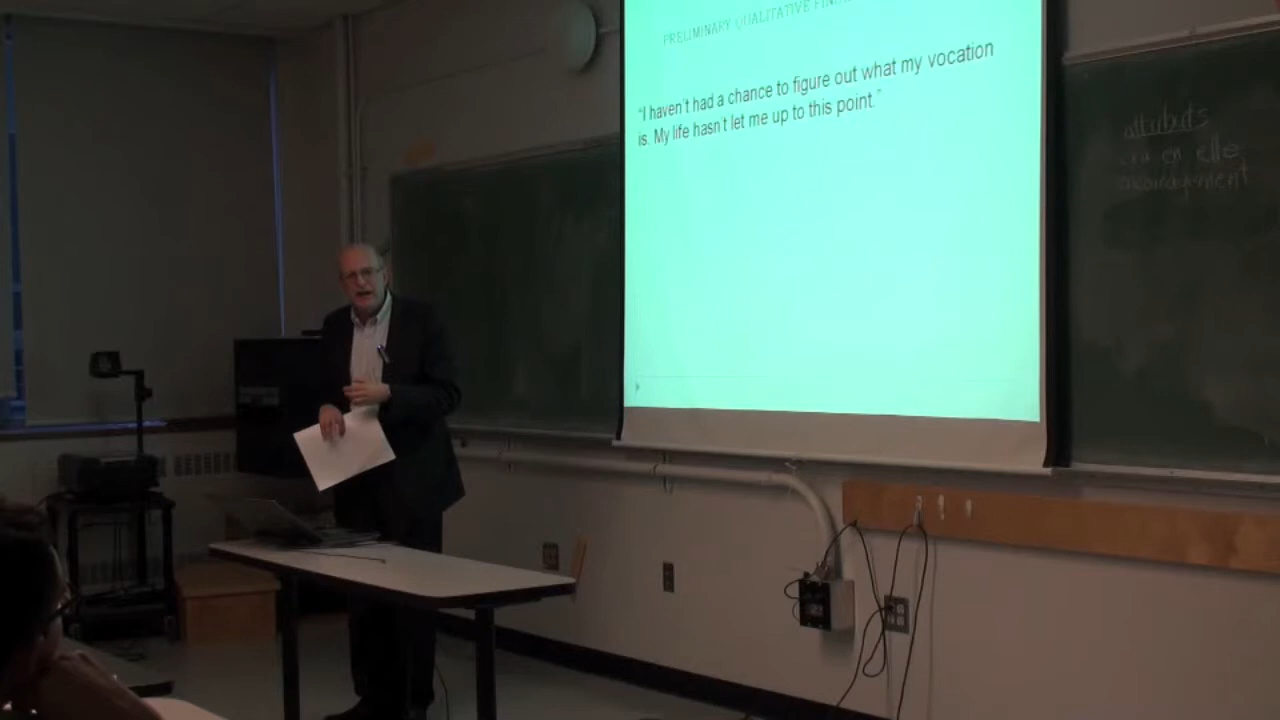 PRELIMINARY QUALITATIVE
“I haven't had a chance to figure out what my vocation
is. My life hasn't let me up to this point.”
attributs
en elle
encouragement